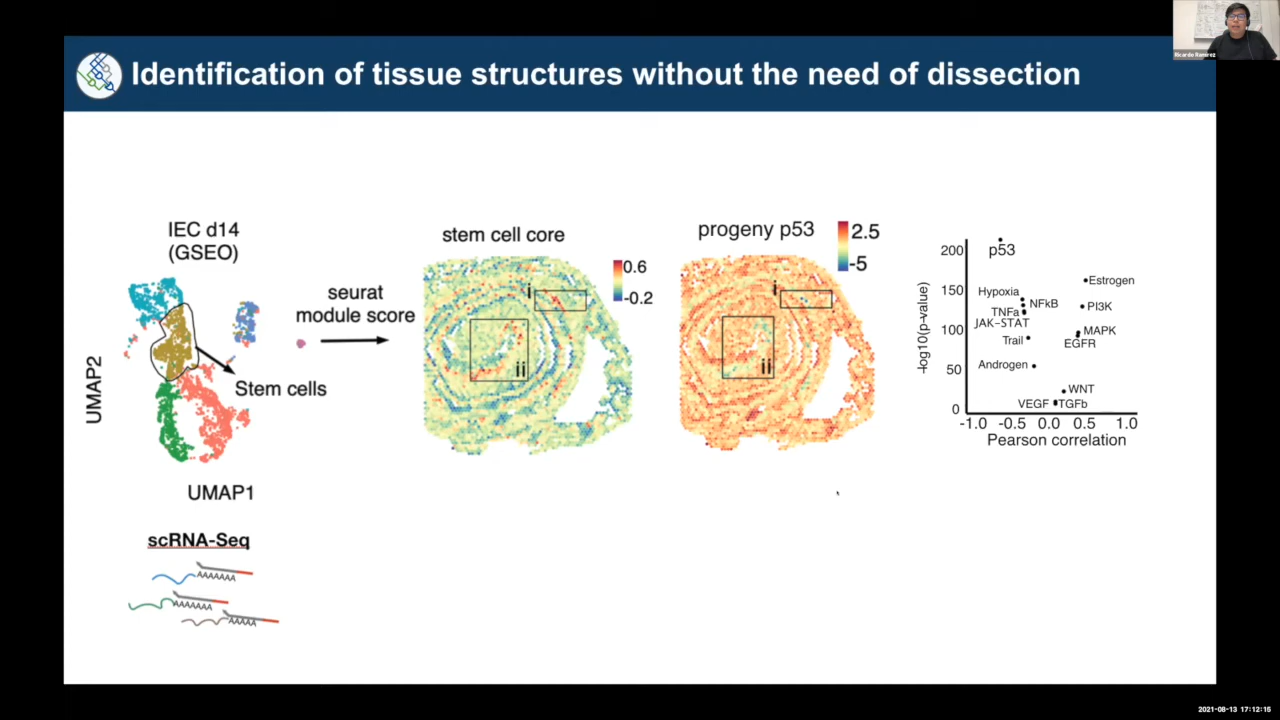 Ricardo Ramirez
Identification of tissue structures without the need of dissection
IEC d14
(GSEO)
UMAP2
UMAP1
Stem cells
seurat
module score
stem cell core
0.6
-0.2
i
ii
progeny p53
2.5
-5
i
ii
-log10(p-value)
200
150
100
50
0
p53
Estrogen
Hypoxia
NFkB
PI3K
TNFa
JAK-STAT
MAPK
Trail
EGFR
Androgen
WNT
VEGF
TGFb
-1.0 -0.5 0.0 0.5 1.0
Pearson correlation
scRNA-Seq
2021-08-13 17:12:15